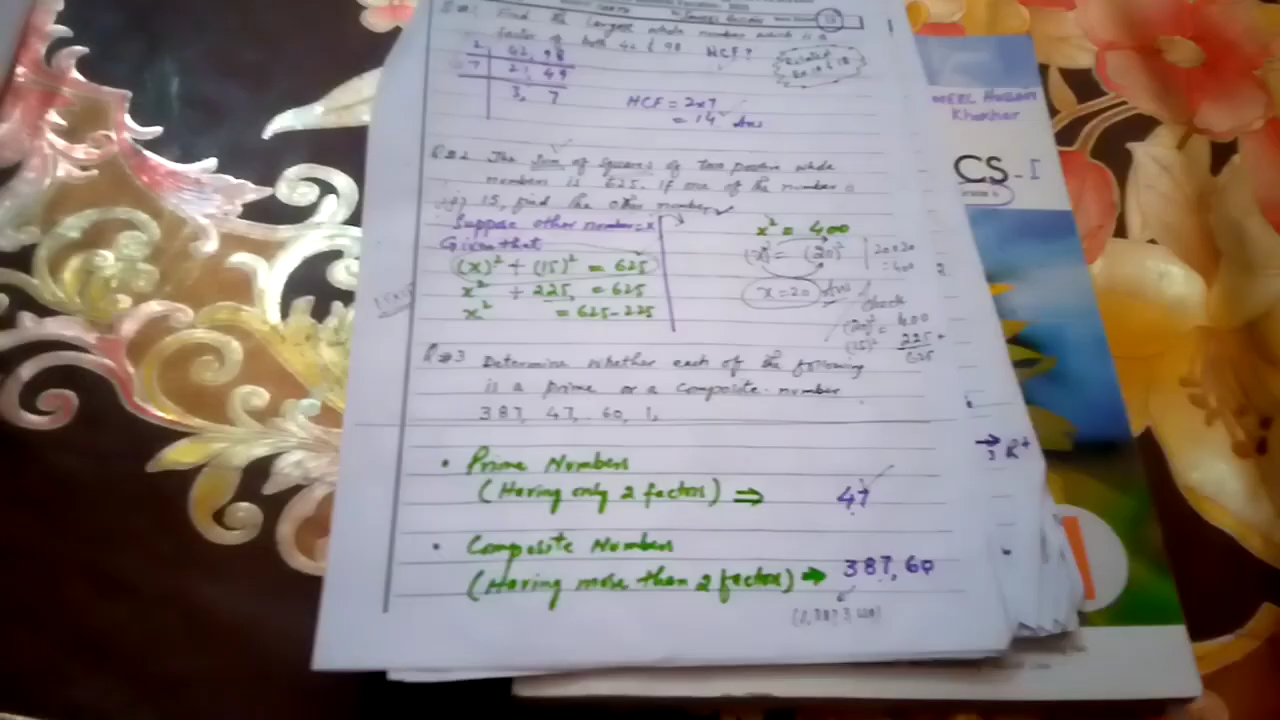 Find the largest whole number which is a
factor of both 42 & 98 HCF?
2 42, 98
7 21, 49
3, 7
HCF = 2x7
= 14 Ans
Q#2 The sum of squares of two positive whole
numbers is 625. If one of the number is
15, find the other number.
Suppose other number = x
Given that
(x)² + (15)² = 625
x² + 225 = 625
x² = 625 - 225
x² = 400
(x)² = (20)²
x = 20 Ans
Check
(20)² = 400
(15)² 225 +
625
Q#3 Determine whether each of the following
is a prime or a composite number
387, 47, 60, 1,
• Prime Numbers
(Having only 2 factors) ⇒ 47
• Composite Numbers
(Having more than 2 factors) ⇒ 387, 60
Khokhar
CS-I
→ R+